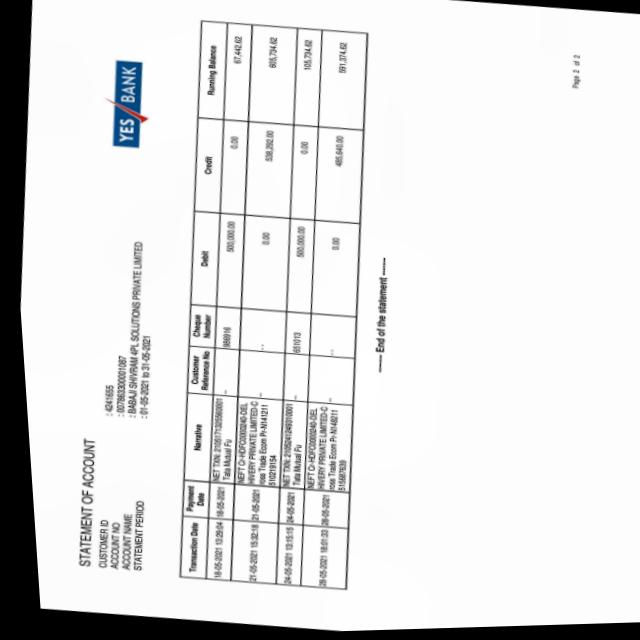 YES BANK
STATEMENT OF ACCOUNT
CUSTOMER ID : 4241655
ACCOUNT NO : 007863300001067
ACCOUNT NAME : BABAJI SHIVRAM 4PL SOLUTIONS PRIVATE LIMITED
STATEMENT PERIOD : 01-05-2021 to 31-05-2021
Transaction Date Payment Date Narrative Customer Reference No Cheque Number Debit Credit Running Balance
18-05-2021 13:29:04 18-05-2021 NET TXN: Tata Mutual Fu -- 500,000.00 0.00 67,442.62
21-05-2021 15:32:18 21-05-2021 NEFT Cr-HDFC0000240-DEL
HIVERY PRIVATE LIMITED-C
ross Trade Ecom Pr-N141211
510219154 -- -- 0.00 538,292.00 605,734.62
24-05-2021 13:15:15 24-05-2021 NET TXN:
Tata Mutual Fu -- 651013 500,000.00 0.00 105,734.62
28-05-2021 18:01:33 28-05-2021 NEFT Cr-HDFC0000240-DEL
HIVERY PRIVATE LIMITED-C
ross Trade Ecom Pr-N148211
515687639 -- -- 0.00 485,640.00 591,374.62
----- End of the statement -----
Page 2 of 2